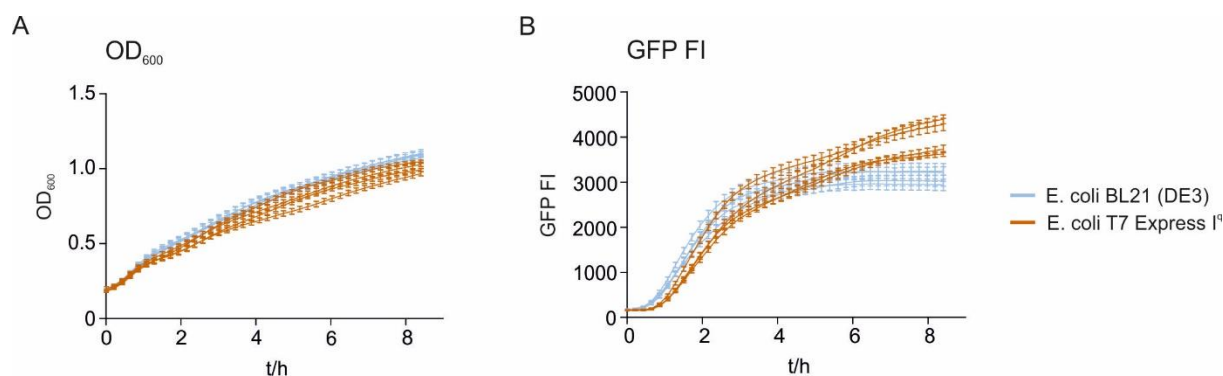 A
B
OD₆₀₀
GFP FI
1.5
1.0
0.5
0
OD₆₀₀
0 2 4 6 8
t/h
5000
4000
3000
2000
1000
0
GFP FI
0 2 4 6 8
t/h
E. coli BL21 (DE3)
E. coli T7 Express I^q